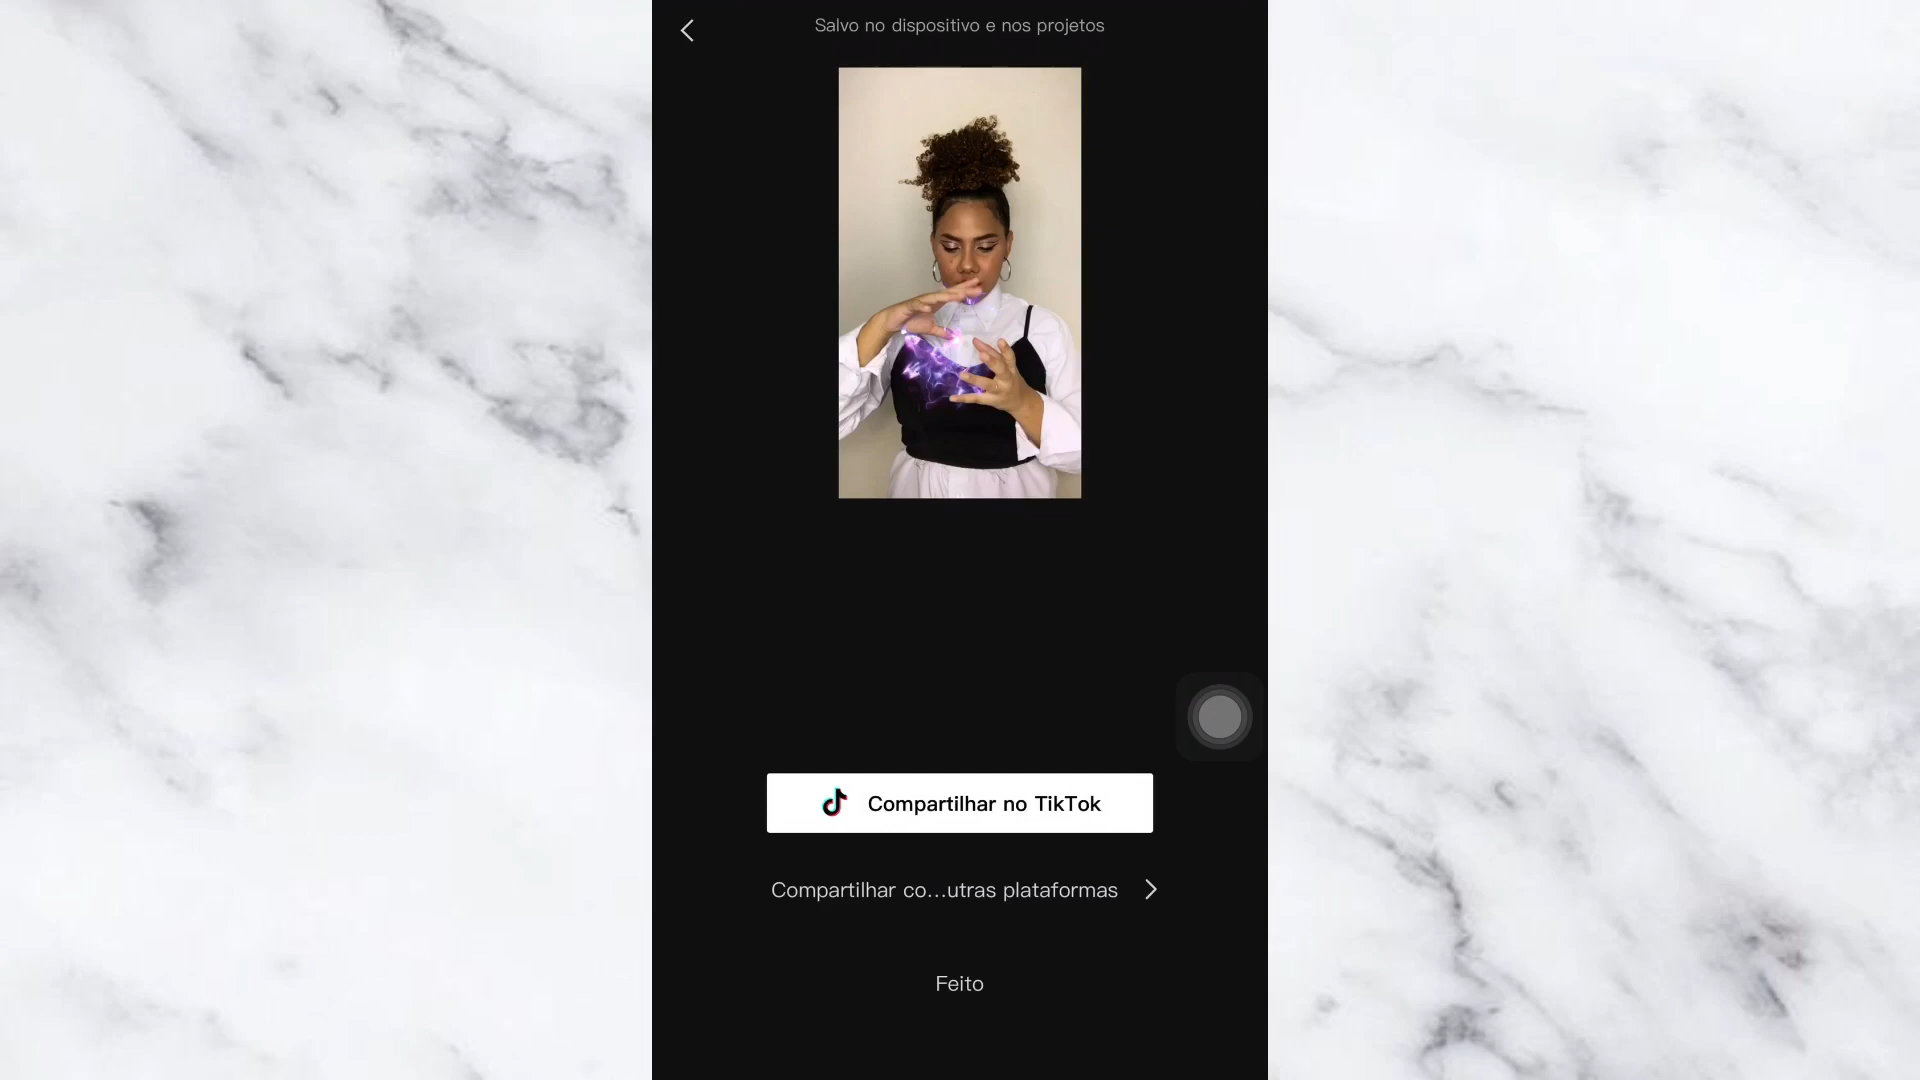 Salvo no dispositivo e nos projetos
Compartilhar no TikTok
Compartilhar co...utras plataformas
Feito